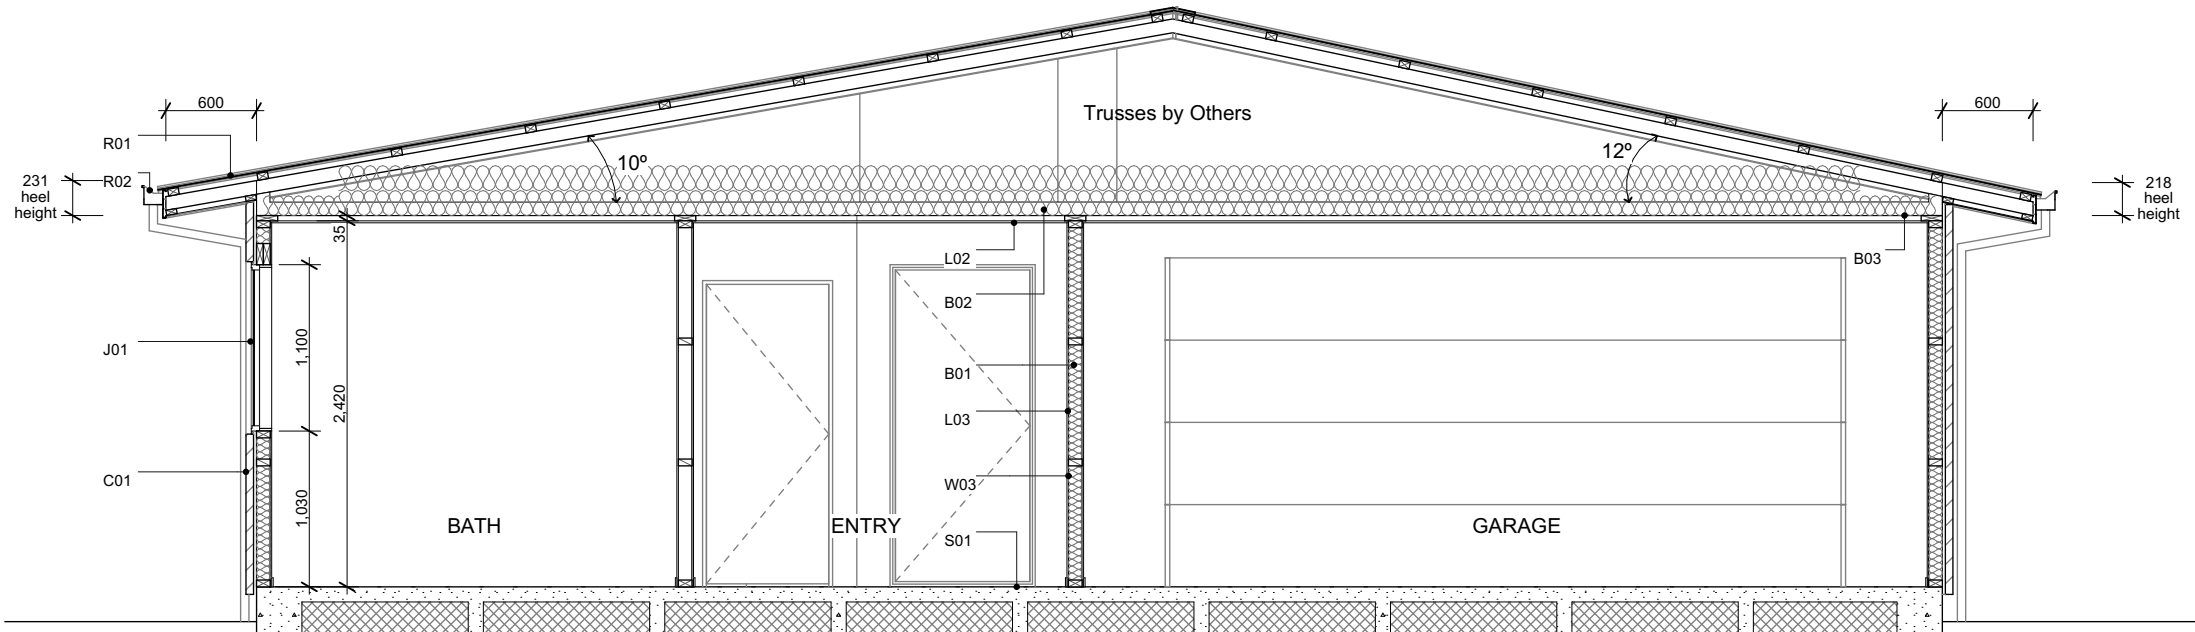 Trusses by Others
600
600
R01
10º
12º
231
heel
height
R02
218
heel
height
35
L02
B03
B02
1,100
J01
B01
2,420
L03
C01
W03
1,030
BATH
ENTRY
GARAGE
S01